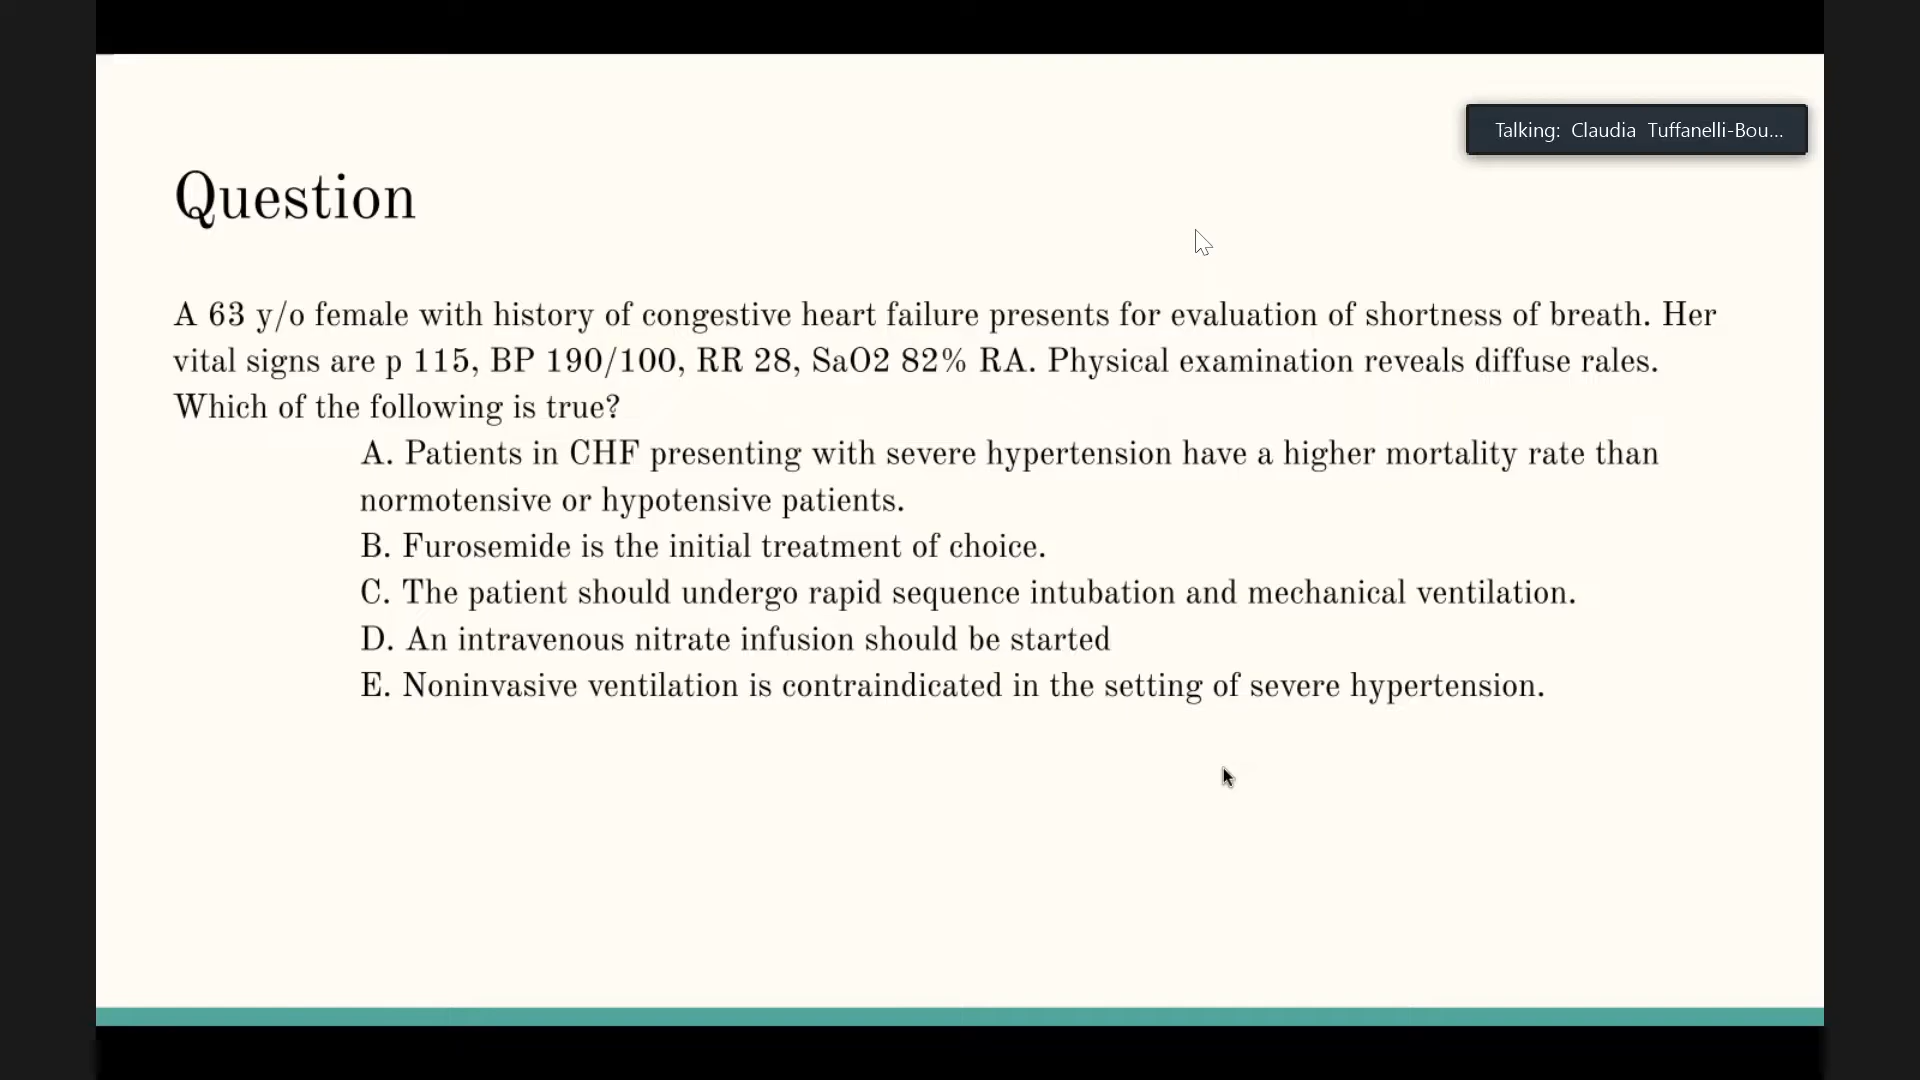 Talking: Claudia Tuffanelli-Bou...
Question
A 63 y/o female with history of congestive heart failure presents for evaluation of shortness of breath. Her
vital signs are p 115, BP 190/100, RR 28, SaO2 82% RA. Physical examination reveals diffuse rales.
Which of the following is true?
A. Patients in CHF presenting with severe hypertension have a higher mortality rate than
normotensive or hypotensive patients.
B. Furosemide is the initial treatment of choice.
C. The patient should undergo rapid sequence intubation and mechanical ventilation.
D. An intravenous nitrate infusion should be started
E. Noninvasive ventilation is contraindicated in the setting of severe hypertension.